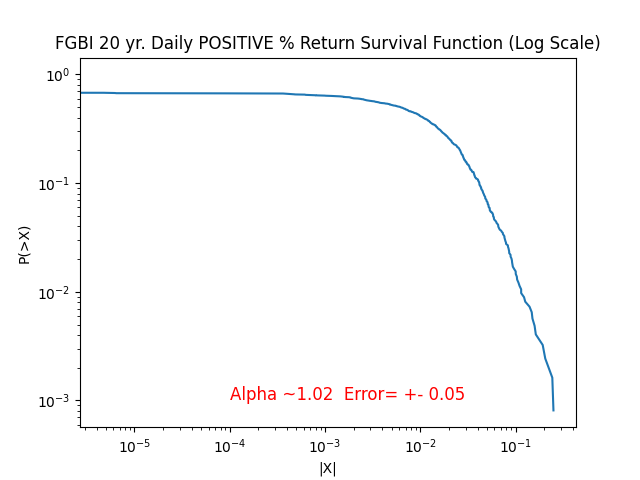 FGBI 20 yr. Daily POSITIVE % Return Survival Function (Log Scale)
10⁰
10⁻¹
10⁻²
10⁻³
P(>X)
Alpha ~1.02  Error= +- 0.05
10⁻⁵
10⁻⁴
10⁻³
10⁻²
10⁻¹
|X|